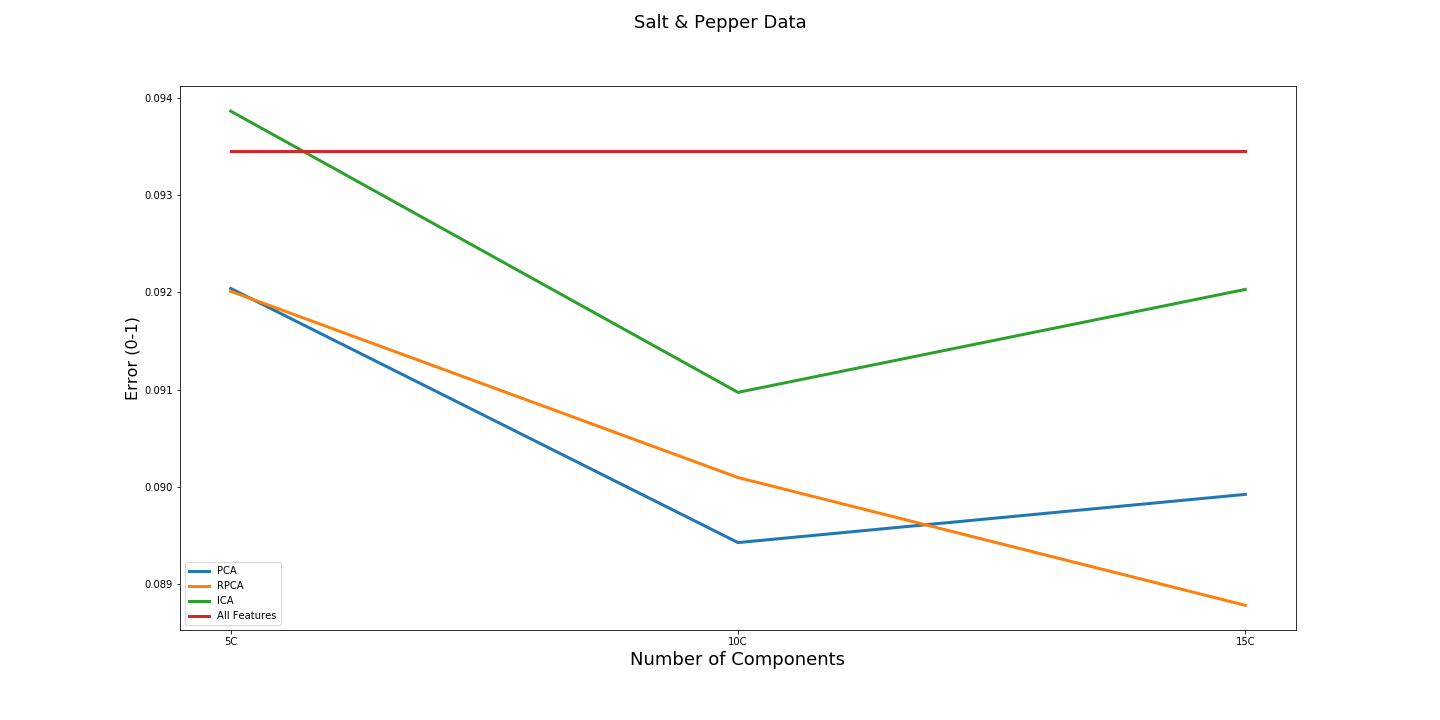 Salt & Pepper Data
0.094
0.093
0.092
0.091
0.090
0.089
Error (0-1)
PCA
RPCA
ICA
All Features
5C
10C
15C
Number of Components